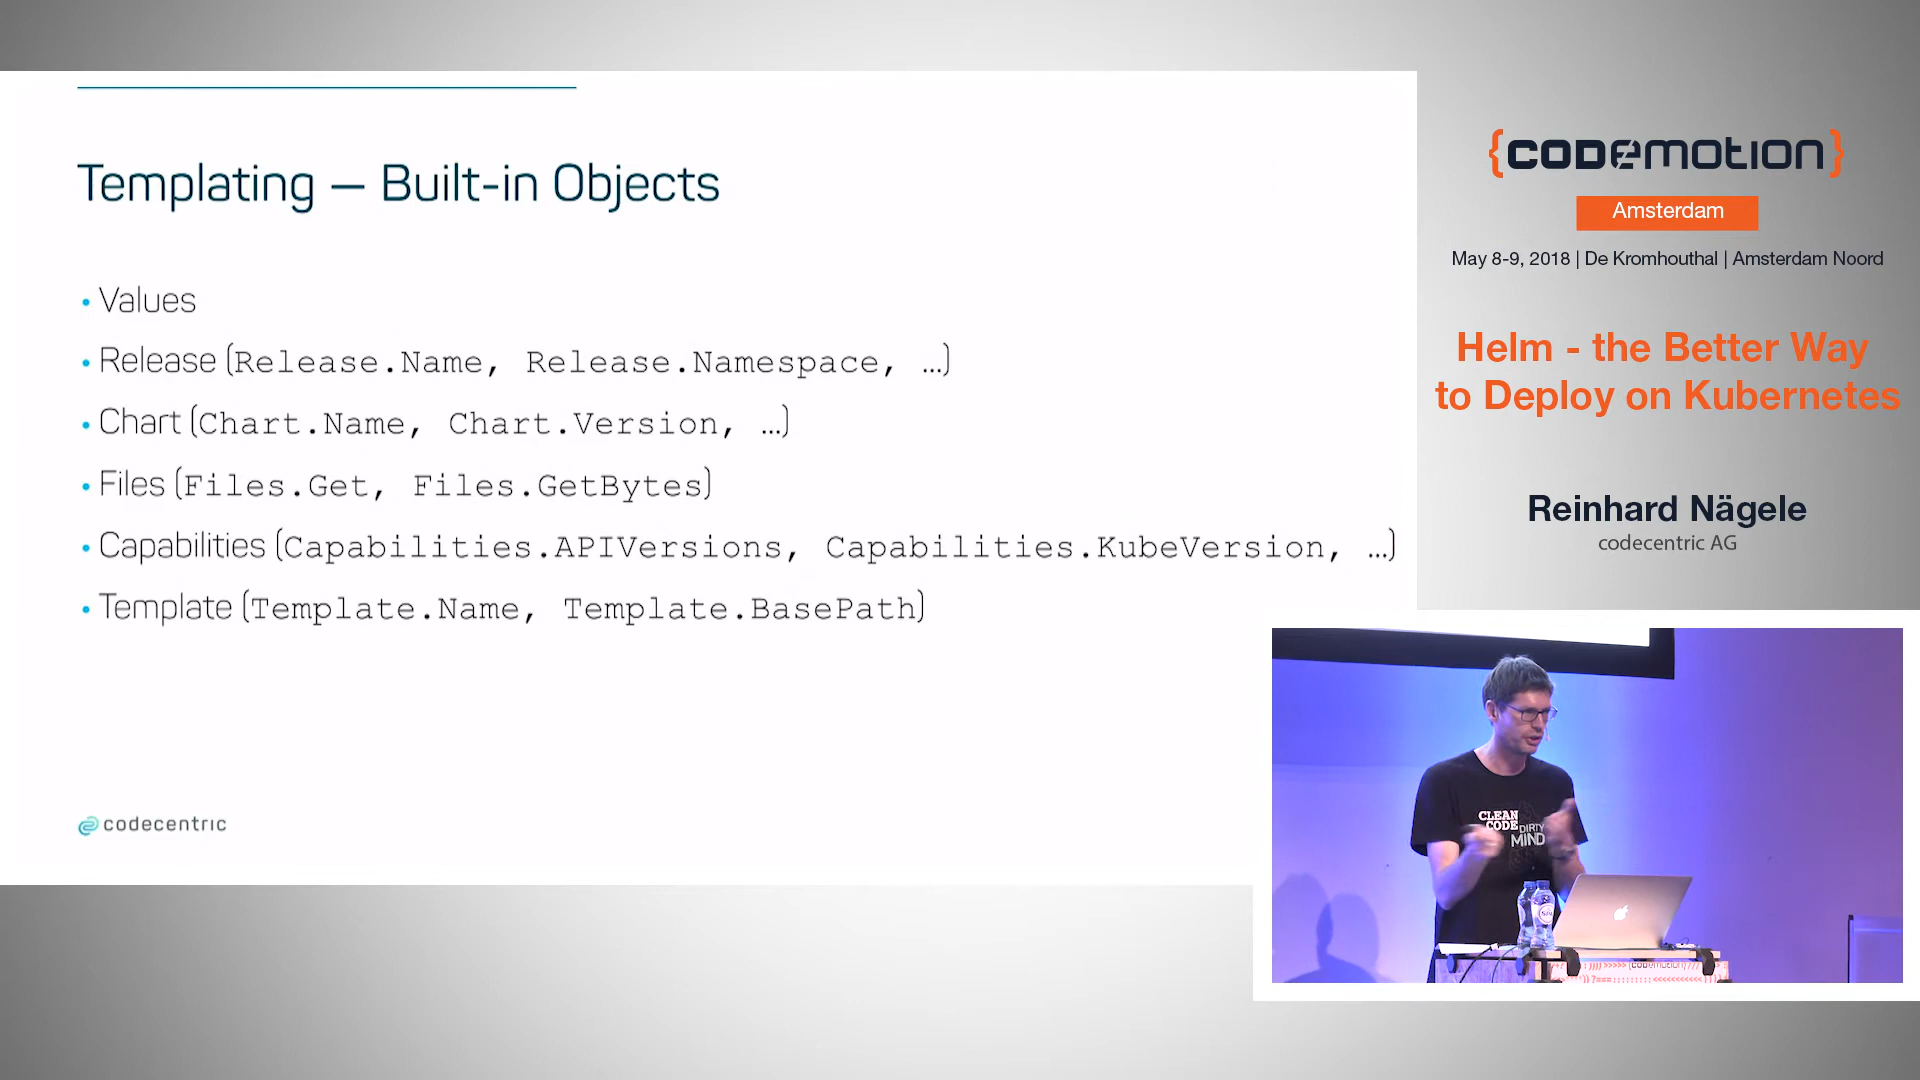 Templating — Built-in Objects
• Values
• Release (Release.Name, Release.Namespace, …)
• Chart (Chart.Name, Chart.Version, …)
• Files (Files.Get, Files.GetBytes)
• Capabilities (Capabilities.APIVersions, Capabilities.KubeVersion, …)
• Template (Template.Name, Template.BasePath)
codecentric
{codemotion}
Amsterdam
May 8-9, 2018 | De Kromhouthal | Amsterdam Noord
Helm - the Better Way
to Deploy on Kubernetes
Reinhard Nägele
codecentric AG
CLEAN
CODE DIRTY
MIND
{codemotion}